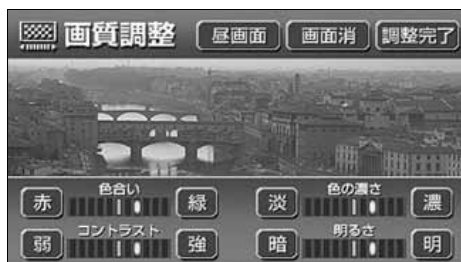 画質調整 昼画面 画面消 調整完了
赤 色合い 緑 淡 色の濃さ 濃
弱 コントラスト 強 暗 明るさ 明